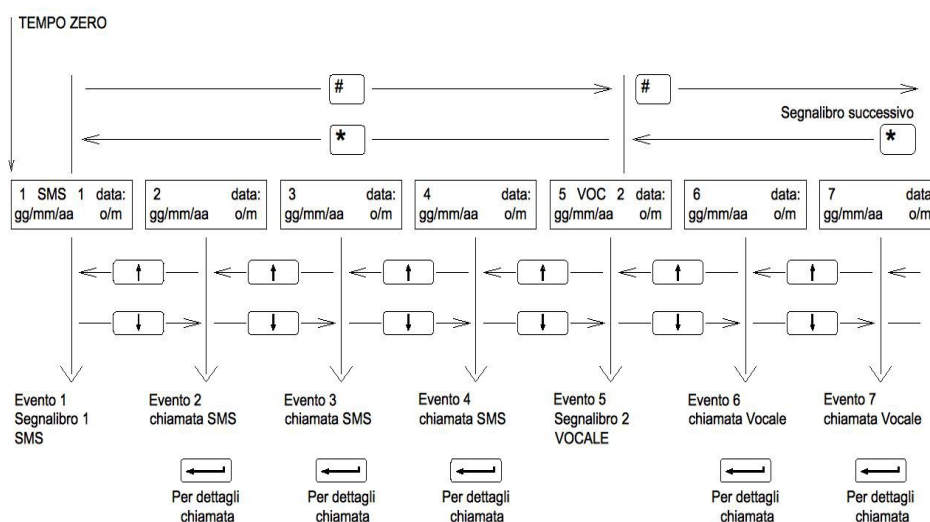 TEMPO ZERO
#
#
Segnalibro successivo
*
*
1 SMS 1 data:
gg/mm/aa o/m
2 data:
gg/mm/aa o/m
3 data:
gg/mm/aa o/m
4 data:
gg/mm/aa o/m
5 VOC 2 data:
gg/mm/aa o/m
6 data:
gg/mm/aa o/m
7 data:
gg/mm/aa o/m
Evento 1
Segnalibro 1
SMS
Evento 2
chiamata SMS
Evento 3
chiamata SMS
Evento 4
chiamata SMS
Evento 5
Segnalibro 2
VOCALE
Evento 6
chiamata Vocale
Evento 7
chiamata Vocale
Per dettagli
chiamata
Per dettagli
chiamata
Per dettagli
chiamata
Per dettagli
chiamata
Per dettagli
chiamata